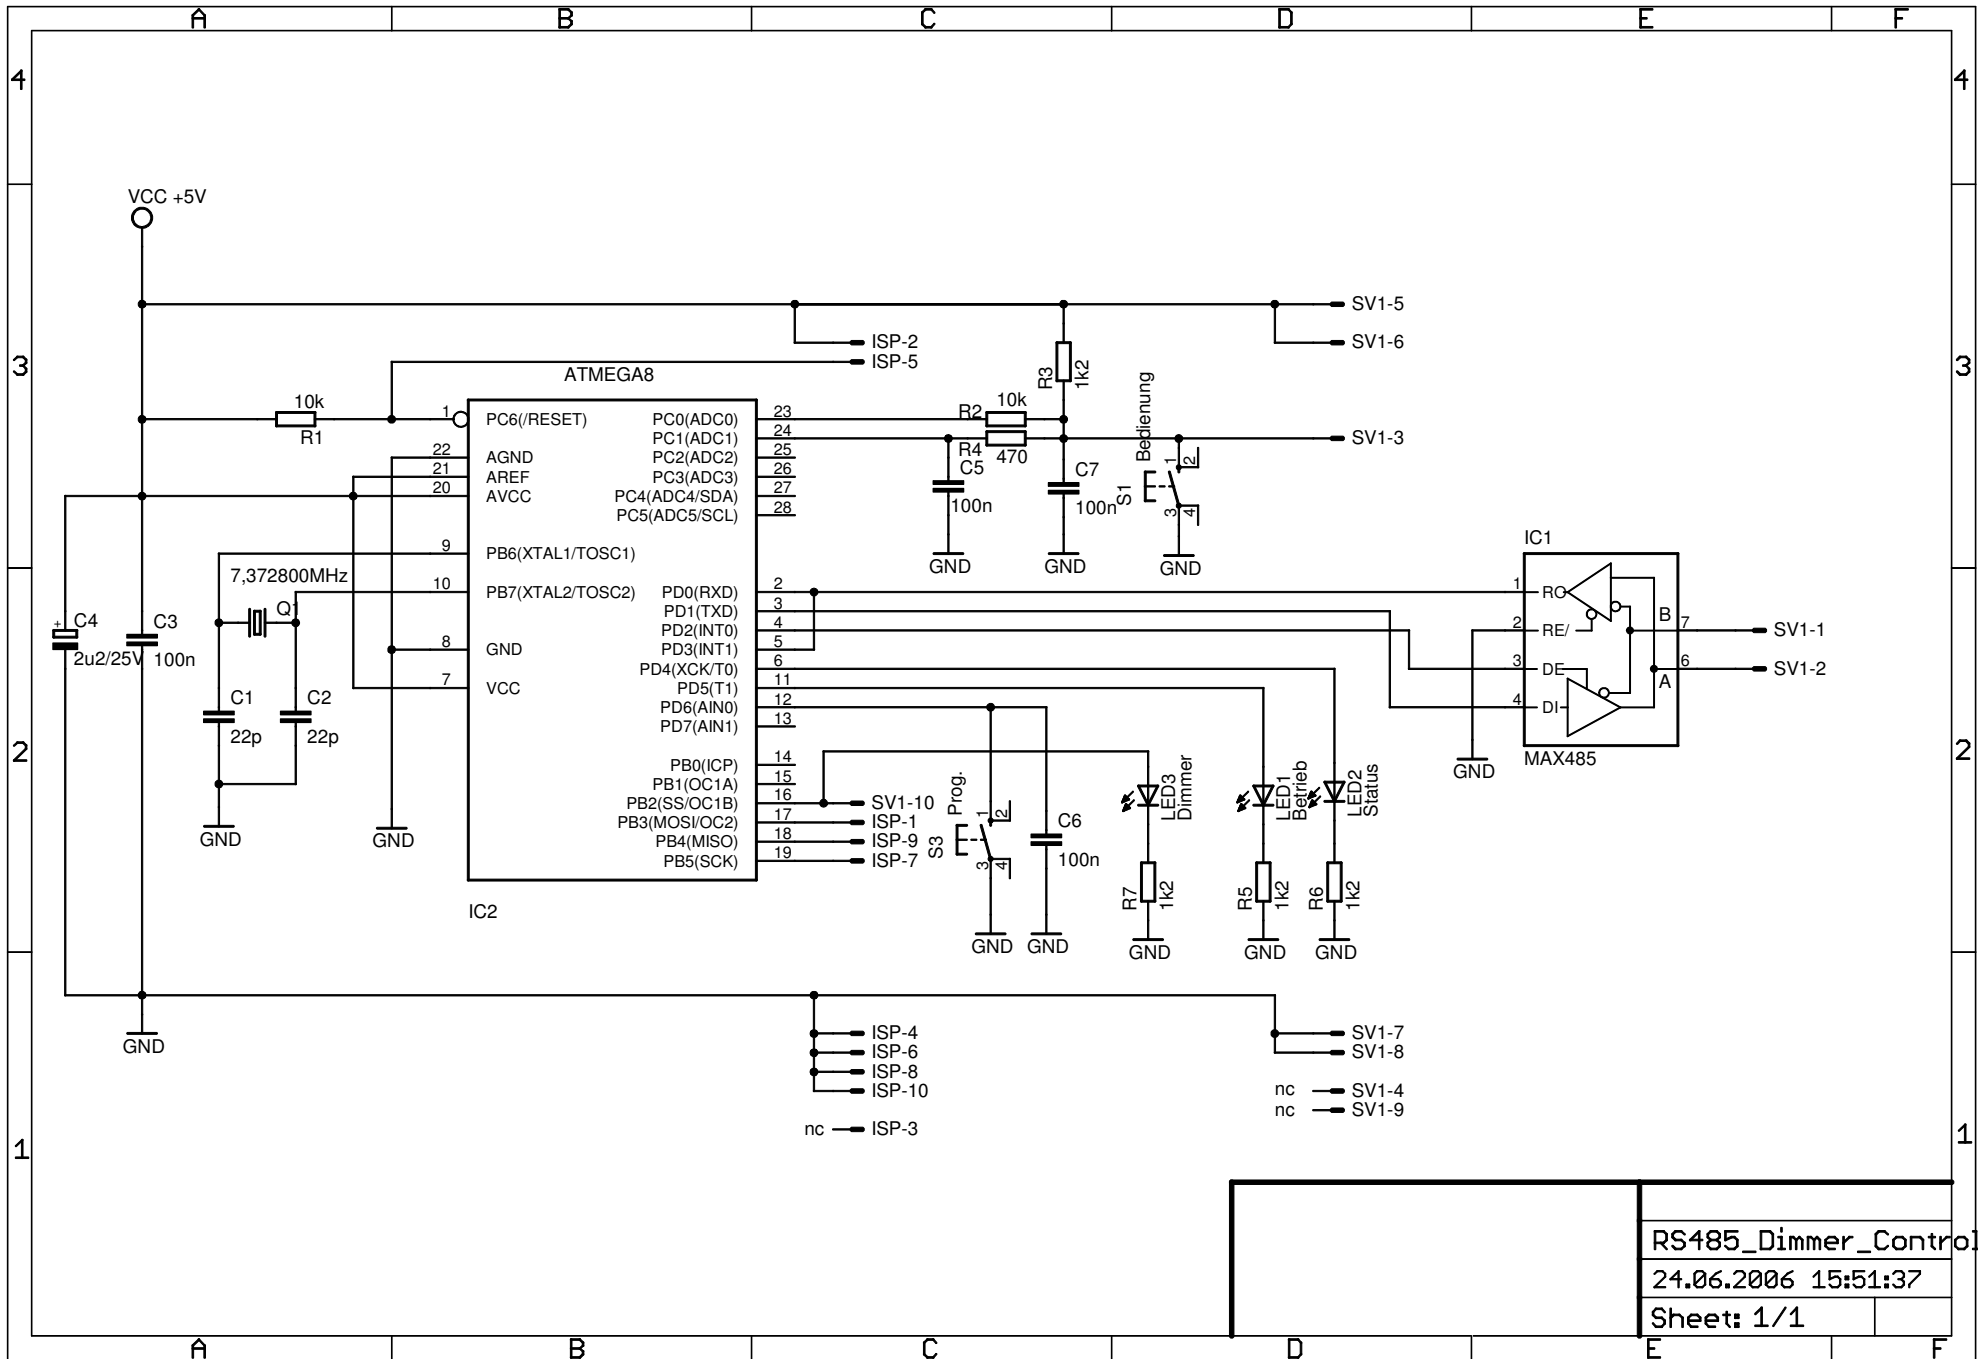 A B C D E F
4 4
VCC +5V
SV1-5
ISP-2 SV1-6
ISP-5
3 3
ATMEGA8
R3 1k2
Bedienung
10k
R1
1 PC6(/RESET) PC0(ADC0) 23 R2 10k
PC1(ADC1) 24 R4 470 SV1-3
22 AGND PC2(ADC2) 25
21 AREF PC3(ADC3) 26
20 AVCC PC4(ADC4/SDA) 27
PC5(ADC5/SCL) 28
C5 100n
C7 100n
S1 1 2 3 4
GND GND GND
9 PB6(XTAL1/TOSC1)
7,372800MHz
Q1
10 PB7(XTAL2/TOSC2) PD0(RXD) 2
PD1(TXD) 3
PD2(INT0) 4
8 GND PD3(INT1) 5
PD4(XCK/T0) 6
7 VCC PD5(T1) 11
PD6(AIN0) 12
PD7(AIN1) 13
IC1
1 RO
2 RE/ B 7 SV1-1
3 DE 6 SV1-2
A
4 DI
MAX485
GND
+ C4 2u2/25V
C3 100n
C1 22p
C2 22p
GND GND
2 2
PB0(ICP) 14
PB1(OC1A) 15
PB2(SS/OC1B) 16 SV1-10
PB3(MOSI/OC2) 17 ISP-1
PB4(MISO) 18 ISP-9
PB5(SCK) 19 ISP-7
IC2
Prog.
S3 1 2 3 4
C6 100n
LED3 Dimmer
LED1 Betrieb
LED2 Status
R7 1k2
R5 1k2
R6 1k2
GND GND GND GND GND
GND
ISP-4 SV1-7
ISP-6 SV1-8
ISP-8
ISP-10 nc SV1-4
nc SV1-9
nc ISP-3
1 1
RS485_Dimmer_Control
24.06.2006 15:51:37
Sheet: 1/1
A B C D E F